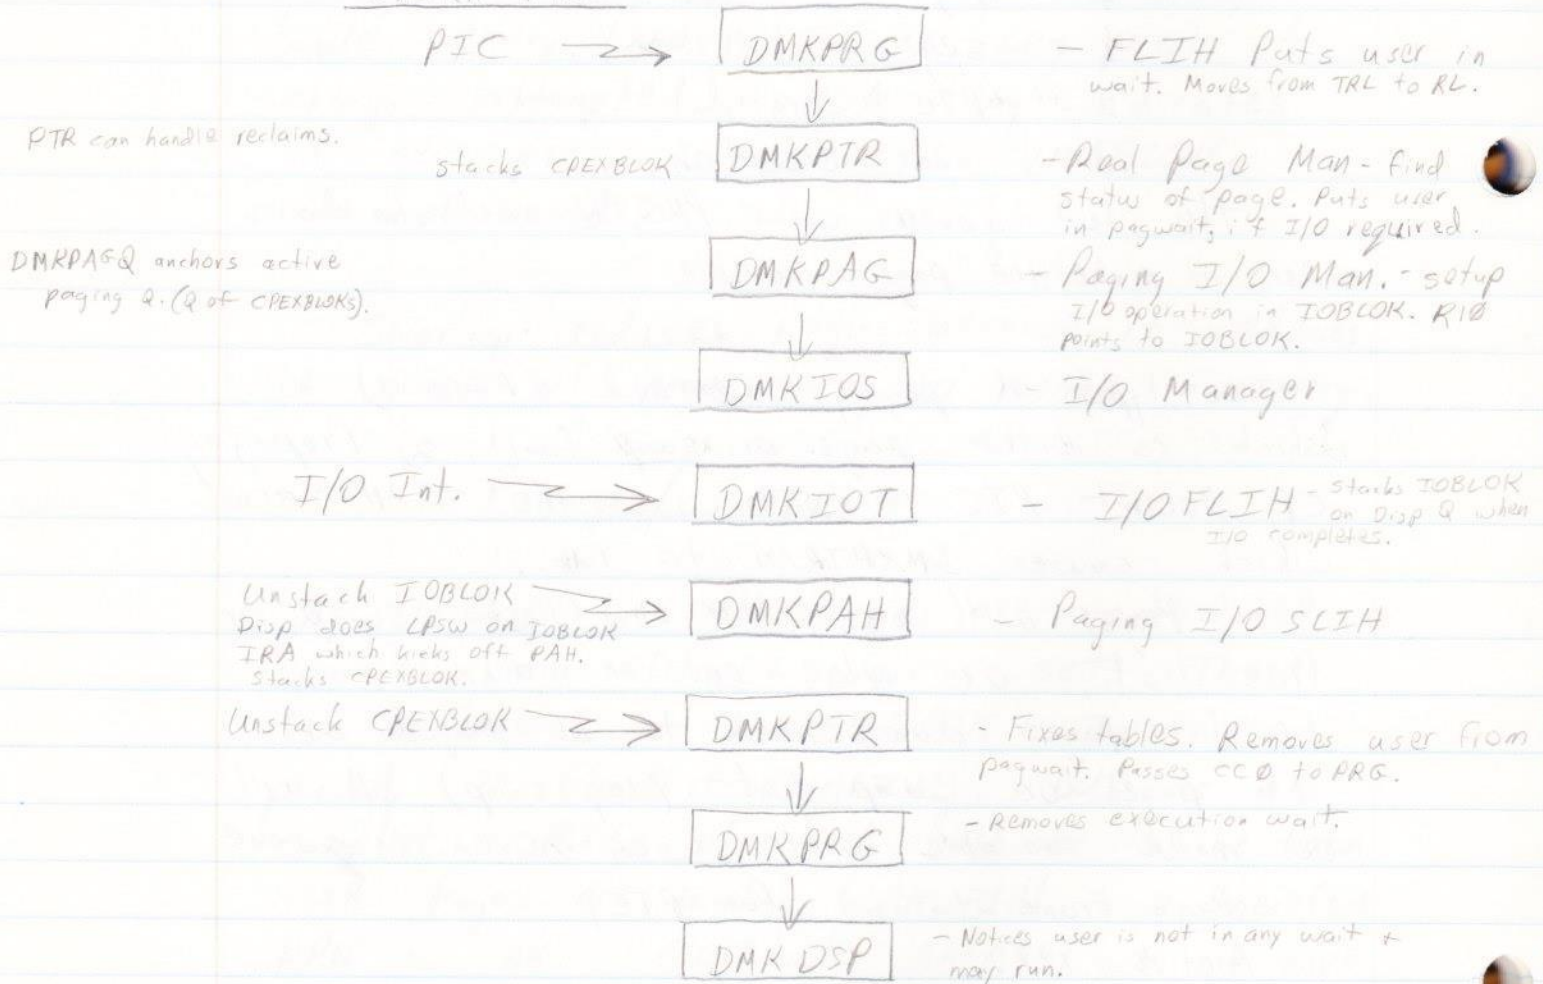 PIC
DMKPRG
- FLIH Puts user in
wait. Moves from TRL to RL.
PTR can handle reclaims.
stacks CPEXBLOK
DMKPTR
- Real Page Man - find
status of page. Puts user
in pagwait, if I/O required.
DMKPAGQ anchors active
paging Q. (Q of CPEXBLOKs).
DMKPAG
- Paging I/O Man. - setup
I/O operation in IOBLOK. R1Ø
points to IOBLOK.
DMKIOS
- I/O Manager
I/O Int.
DMKIOT
- I/O FLIH - stacks IOBLOK
on Disp Q when
I/O completes.
Unstack IOBLOK
Disp does LPSW on IOBLOK
IRA which kicks off PAH.
Stacks CPEXBLOK.
DMKPAH
- Paging I/O SLIH
Unstack CPEXBLOK
DMKPTR
- Fixes tables. Removes user from
pagwait. Passes CCØ to PRG.
DMKPRG
- Removes execution wait.
DMKDSP
- Notices user is not in any wait +
may run.